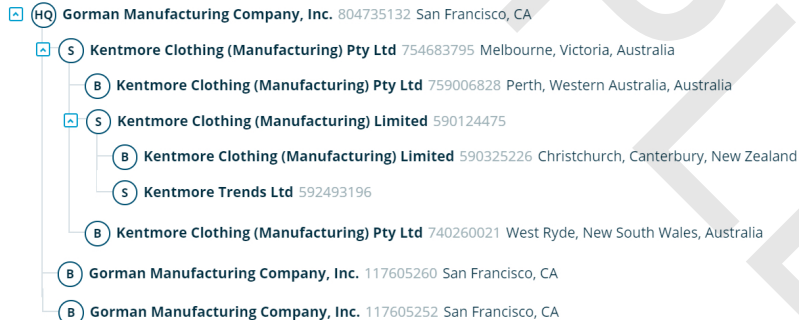 HQ Gorman Manufacturing Company, Inc. 804735132 San Francisco, CA
S Kentmore Clothing (Manufacturing) Pty Ltd 754683795 Melbourne, Victoria, Australia
B Kentmore Clothing (Manufacturing) Pty Ltd 759006828 Perth, Western Australia, Australia
S Kentmore Clothing (Manufacturing) Limited 590124475
B Kentmore Clothing (Manufacturing) Limited 590325226 Christchurch, Canterbury, New Zealand
S Kentmore Trends Ltd 592493196
B Kentmore Clothing (Manufacturing) Pty Ltd 740260021 West Ryde, New South Wales, Australia
B Gorman Manufacturing Company, Inc. 117605260 San Francisco, CA
B Gorman Manufacturing Company, Inc. 117605252 San Francisco, CA